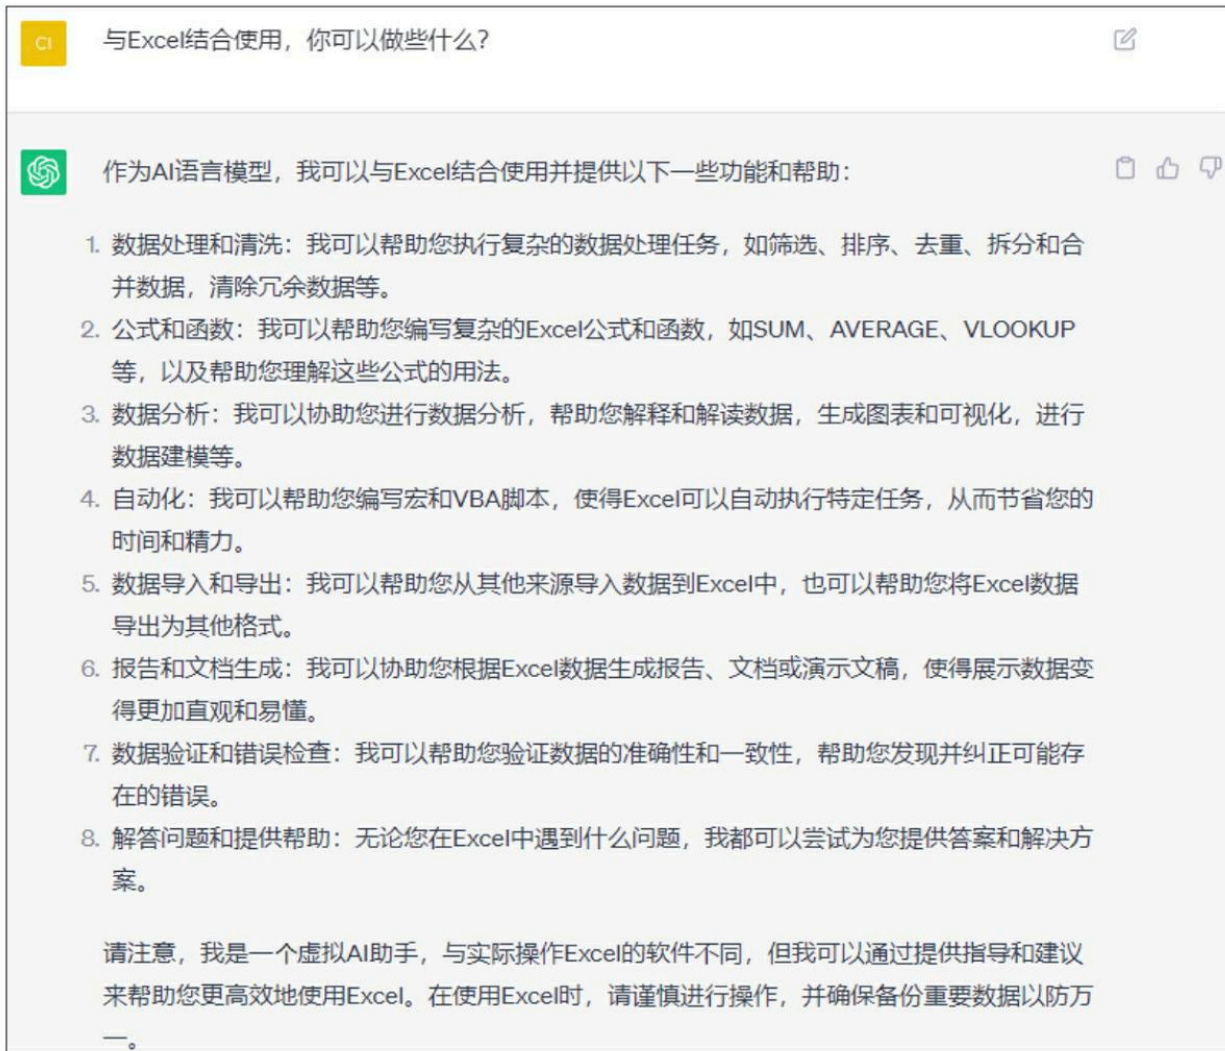 CI
与Excel结合使用，你可以做些什么？
作为AI语言模型，我可以与Excel结合使用并提供以下一些功能和帮助：
1. 数据处理和清洗：我可以帮助您执行复杂的数据处理任务，如筛选、排序、去重、拆分和合
并数据，清除冗余数据等。
2. 公式和函数：我可以帮助您编写复杂的Excel公式和函数，如SUM、AVERAGE、VLOOKUP
等，以及帮助您理解这些公式的用法。
3. 数据分析：我可以协助您进行数据分析，帮助您解释和解读数据，生成图表和可视化，进行
数据建模等。
4. 自动化：我可以帮助您编写宏和VBA脚本，使得Excel可以自动执行特定任务，从而节省您的
时间和精力。
5. 数据导入和导出：我可以帮助您从其他来源导入数据到Excel中，也可以帮助您将Excel数据
导出为其他格式。
6. 报告和文档生成：我可以协助您根据Excel数据生成报告、文档或演示文稿，使得展示数据变
得更加直观和易懂。
7. 数据验证和错误检查：我可以帮助您验证数据的准确性和一致性，帮助您发现并纠正可能存
在的错误。
8. 解答问题和提供帮助：无论您在Excel中遇到什么问题，我都可以尝试为您提供答案和解决方
案。
请注意，我是一个虚拟AI助手，与实际操作Excel的软件不同，但我可以通过提供指导和建议
来帮助您更高效地使用Excel。在使用Excel时，请谨慎进行操作，并确保备份重要数据以防万
一。